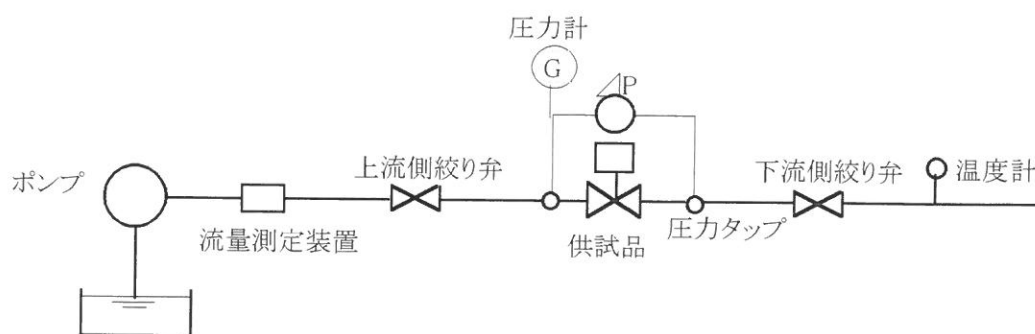 圧力計
G
⊿P
ポンプ
上流側絞り弁
下流側絞り弁
温度計
流量測定装置
供試品
圧力タップ